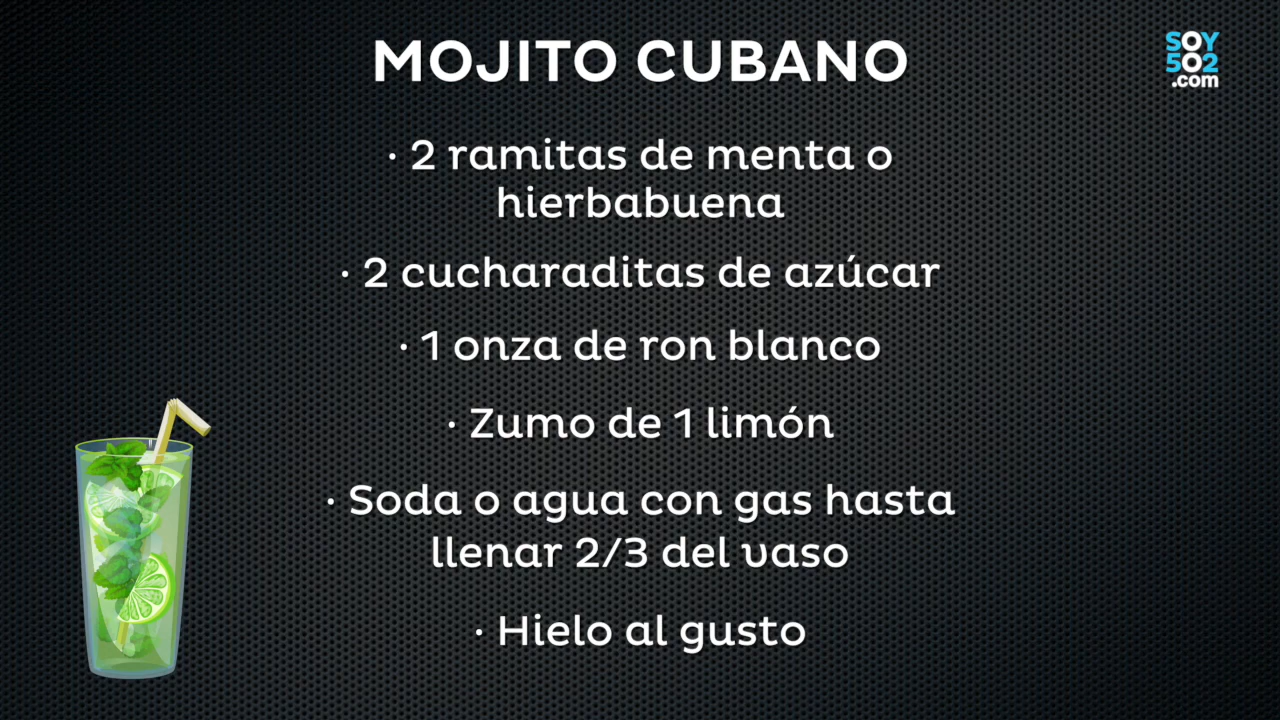 MOJITO CUBANO
SOY
502
.com
· 2 ramitas de menta o
hierbabuena
· 2 cucharaditas de azúcar
· 1 onza de ron blanco
· Zumo de 1 limón
· Soda o agua con gas hasta
llenar 2/3 del vaso
· Hielo al gusto